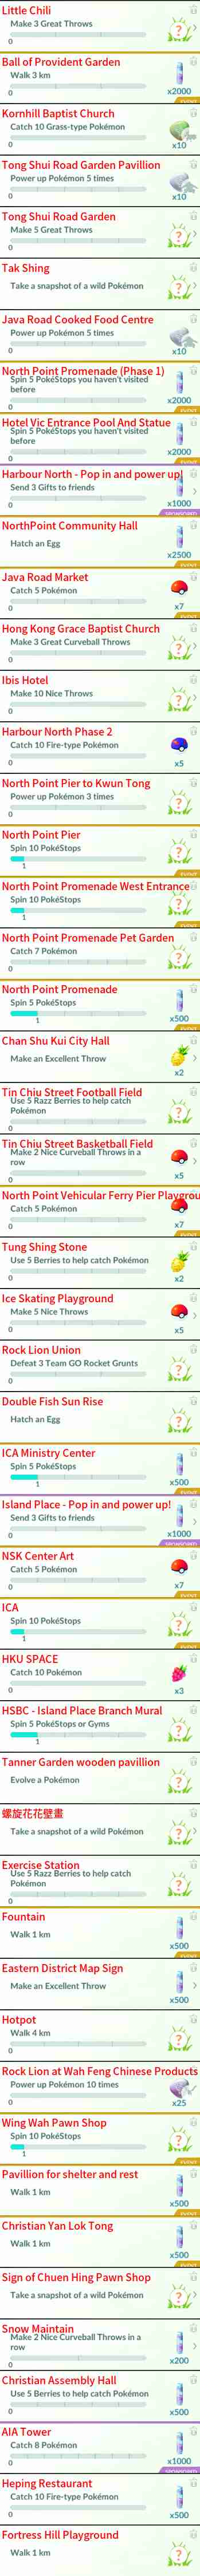 Little Chili
Make 3 Great Throws
0
Ball of Provident Garden
Walk 3 km
0
x2000
EVENT
Kornhill Baptist Church
Catch 10 Grass-type Pokémon
0
x10
Tong Shui Road Garden Pavillion
Power up Pokémon 5 times
0
x10
Tong Shui Road Garden
Make 5 Great Throws
0
Tak Shing
Take a snapshot of a wild Pokémon
Java Road Cooked Food Centre
Power up Pokémon 5 times
0
x10
North Point Promenade (Phase 1)
Spin 5 PokéStops you haven't visited
before
0
x2000
EVENT
Hotel Vic Entrance Pool And Statue
Spin 5 PokéStops you haven't visited
before
0
x2000
EVENT
Harbour North - Pop in and power up!
Send 3 Gifts to friends
0
x1000
SPONSORED
NorthPoint Community Hall
Hatch an Egg
x2500
EVENT
Java Road Market
Catch 5 Pokémon
0
x7
EVENT
Hong Kong Grace Baptist Church
Make 3 Great Curveball Throws
0
Ibis Hotel
Make 10 Nice Throws
0
Harbour North Phase 2
Catch 10 Fire-type Pokémon
0
x5
North Point Pier to Kwun Tong
Power up Pokémon 3 times
0
North Point Pier
Spin 10 PokéStops
1
EVENT
North Point Promenade West Entrance
Spin 10 PokéStops
1
EVENT
North Point Promenade Pet Garden
Catch 7 Pokémon
0
North Point Promenade
Spin 5 PokéStops
1
x500
EVENT
Chan Shu Kui City Hall
Make an Excellent Throw
x2
Tin Chiu Street Football Field
Use 5 Razz Berries to help catch
Pokémon
0
Tin Chiu Street Basketball Field
Make 2 Nice Curveball Throws in a
row
0
x5
North Point Vehicular Ferry Pier Playgrou
Catch 5 Pokémon
0
x7
EVENT
Tung Shing Stone
Use 5 Berries to help catch Pokémon
0
x2
Ice Skating Playground
Make 5 Nice Throws
0
x5
Rock Lion Union
Defeat 3 Team GO Rocket Grunts
0
Double Fish Sun Rise
Hatch an Egg
ICA Ministry Center
Spin 5 PokéStops
1
x500
EVENT
Island Place - Pop in and power up!
Send 3 Gifts to friends
0
x1000
SPONSORED
NSK Center Art
Catch 5 Pokémon
0
x7
EVENT
ICA
Spin 10 PokéStops
1
EVENT
HKU SPACE
Catch 10 Pokémon
0
x3
HSBC - Island Place Branch Mural
Spin 5 PokéStops or Gyms
1
Tanner Garden wooden pavillion
Evolve a Pokémon
螺旋花花壁畫
Take a snapshot of a wild Pokémon
Exercise Station
Use 5 Razz Berries to help catch
Pokémon
0
Fountain
Walk 1 km
x500
EVENT
Eastern District Map Sign
Make an Excellent Throw
x500
Hotpot
Walk 4 km
0
Rock Lion at Wah Feng Chinese Products
Power up Pokémon 10 times
0
x25
Wing Wah Pawn Shop
Spin 10 PokéStops
1
EVENT
Pavillion for shelter and rest
Walk 1 km
x500
EVENT
Christian Yan Lok Tong
Walk 1 km
x500
EVENT
Sign of Chuen Hing Pawn Shop
Take a snapshot of a wild Pokémon
Snow Maintain
Make 2 Nice Curveball Throws in a
row
0
x200
Christian Assembly Hall
Use 5 Berries to help catch Pokémon
0
x500
AIA Tower
Catch 8 Pokémon
0
x1000
SPONSORED
Heping Restaurant
Catch 10 Fire-type Pokémon
0
x500
Fortress Hill Playground
Walk 1 km